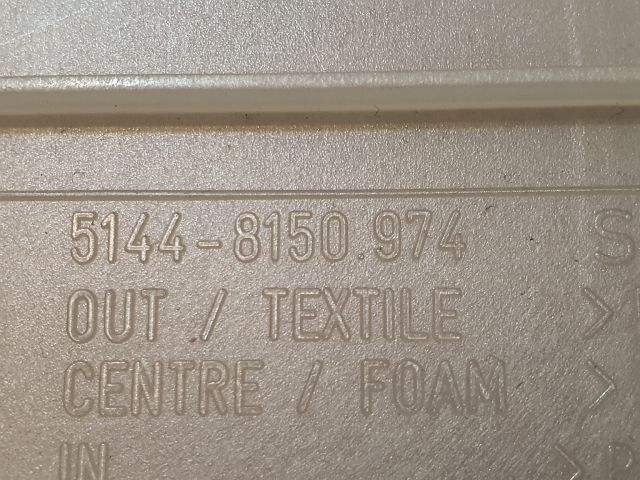 5144-8150.974 S
OUT / TEXTILE >
CENTRE / FOAM >
IN >